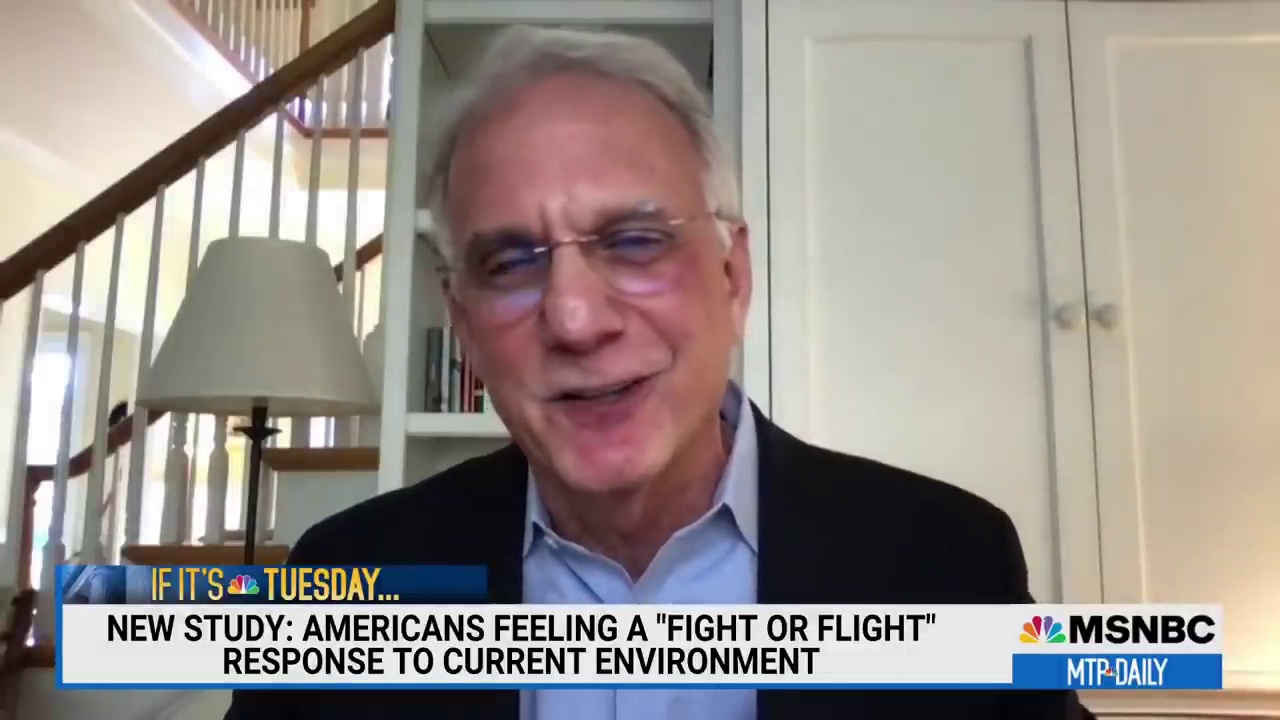 IF IT'S TUESDAY...
NEW STUDY: AMERICANS FEELING A "FIGHT OR FLIGHT"
RESPONSE TO CURRENT ENVIRONMENT
MSNBC
MTP DAILY